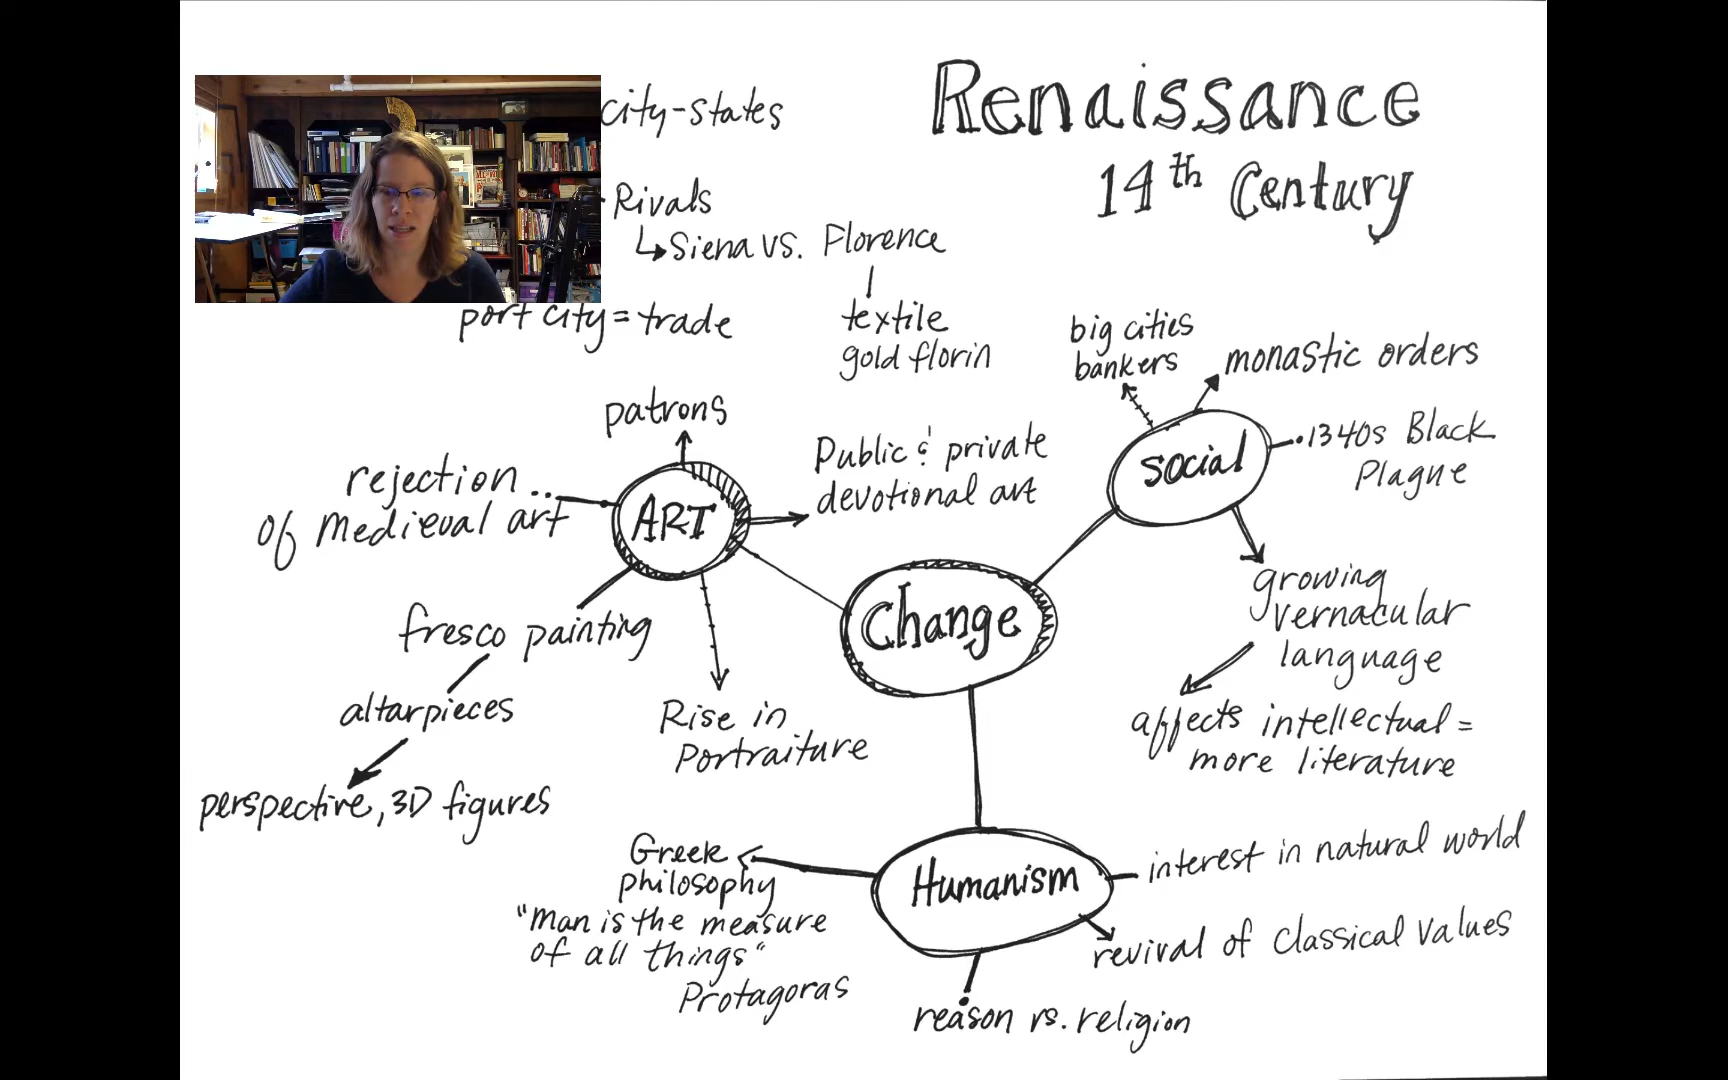 Renaissance
14th Century
city-states
Rivals
Siena vs. Florence
textile
gold florin
port city = trade
big cities
bankers
monastic orders
1340s Black
Plague
social
growing
vernacular
language
affects intellectual =
more literature
patrons
rejection
of medieval art
ART
Public & private
devotional art
fresco painting
altarpieces
perspective, 3D figures
Rise in
Portraiture
Change
Humanism
Greek
philosophy
"Man is the measure
of all things"
Protagoras
interest in natural world
revival of Classical values
reason vs. religion